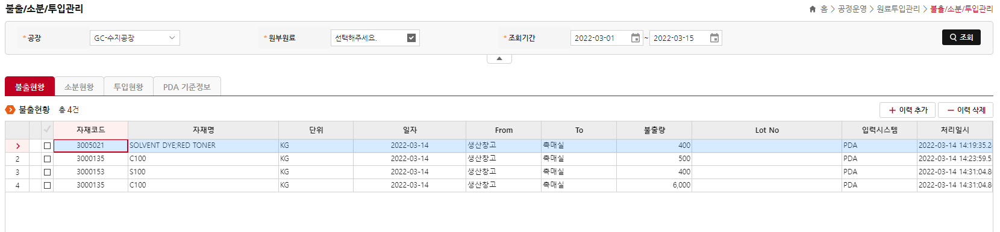 불출/소분/투입관리
홈 > 공정운영 > 원료투입관리 > 불출/소분/투입관리
* 공장 GC-수지공장 * 원부원료 선택해주세요. * 조회기간 2022-03-01 ~ 2022-03-15 조회
불출현황 소분현황 투입현황 PDA 기준정보
불출현황 총 4건 + 이력 추가 - 이력 삭제
자재코드 자재명 단위 일자 From To 불출량 Lot No 입력시스템 처리일시
> 3005021 SOLVENT DYE;RED TONER KG 2022-03-14 생산창고 촉매실 400 PDA 2022-03-14 14:19:35.2
2 3000135 C100 KG 2022-03-14 생산창고 촉매실 500 PDA 2022-03-14 14:23:59.5
3 3000153 S100 KG 2022-03-14 생산창고 촉매실 400 PDA 2022-03-14 14:31:04.8
4 3000135 C100 KG 2022-03-14 생산창고 촉매실 6,000 PDA 2022-03-14 14:31:04.8